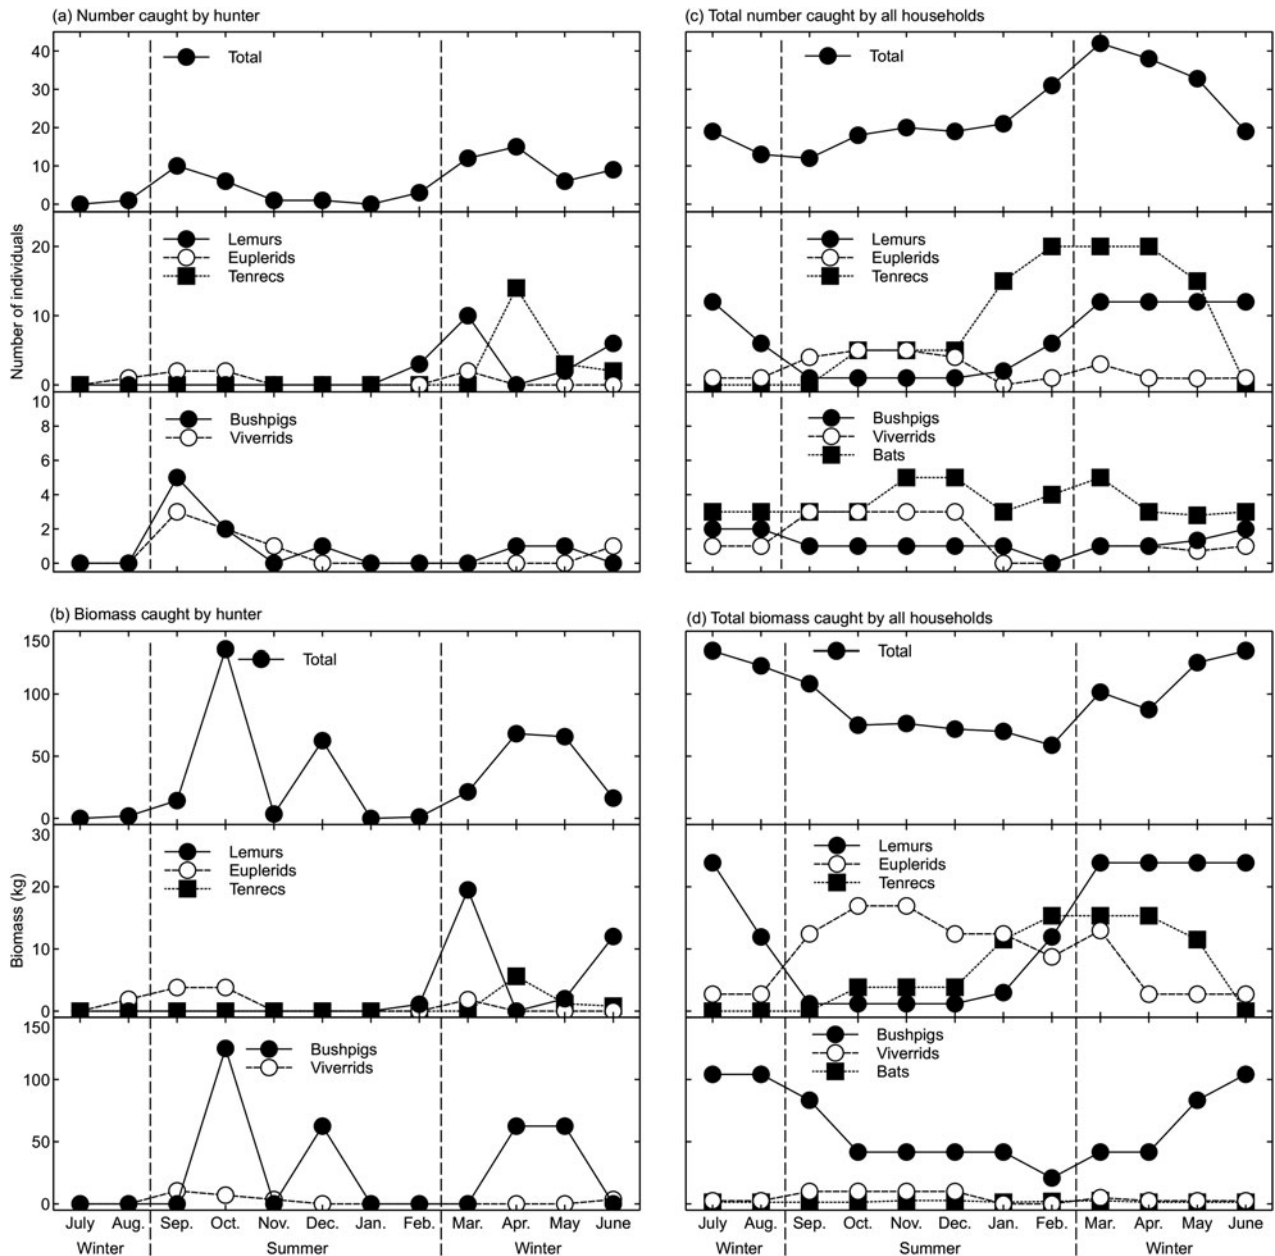 (a) Number caught by hunter
40
Total
30
20
10
0
Lemurs
Euplerids
Tenrecs
20
10
0
Number of individuals
10
Bushpigs
Viverrids
8
6
4
2
0
(c) Total number caught by all households
Total
Lemurs
Euplerids
Tenrecs
Bushpigs
Viverrids
Bats
(b) Biomass caught by hunter
150
Total
100
50
0
30
Lemurs
Euplerids
Tenrecs
20
10
0
Biomass (kg)
150
Bushpigs
Viverrids
100
50
0
July Aug. Sep. Oct. Nov. Dec. Jan. Feb. Mar. Apr. May June
Winter Summer Winter
(d) Total biomass caught by all households
Total
Lemurs
Euplerids
Tenrecs
Bushpigs
Viverrids
Bats
July Aug. Sep. Oct. Nov. Dec. Jan. Feb. Mar. Apr. May June
Winter Summer Winter